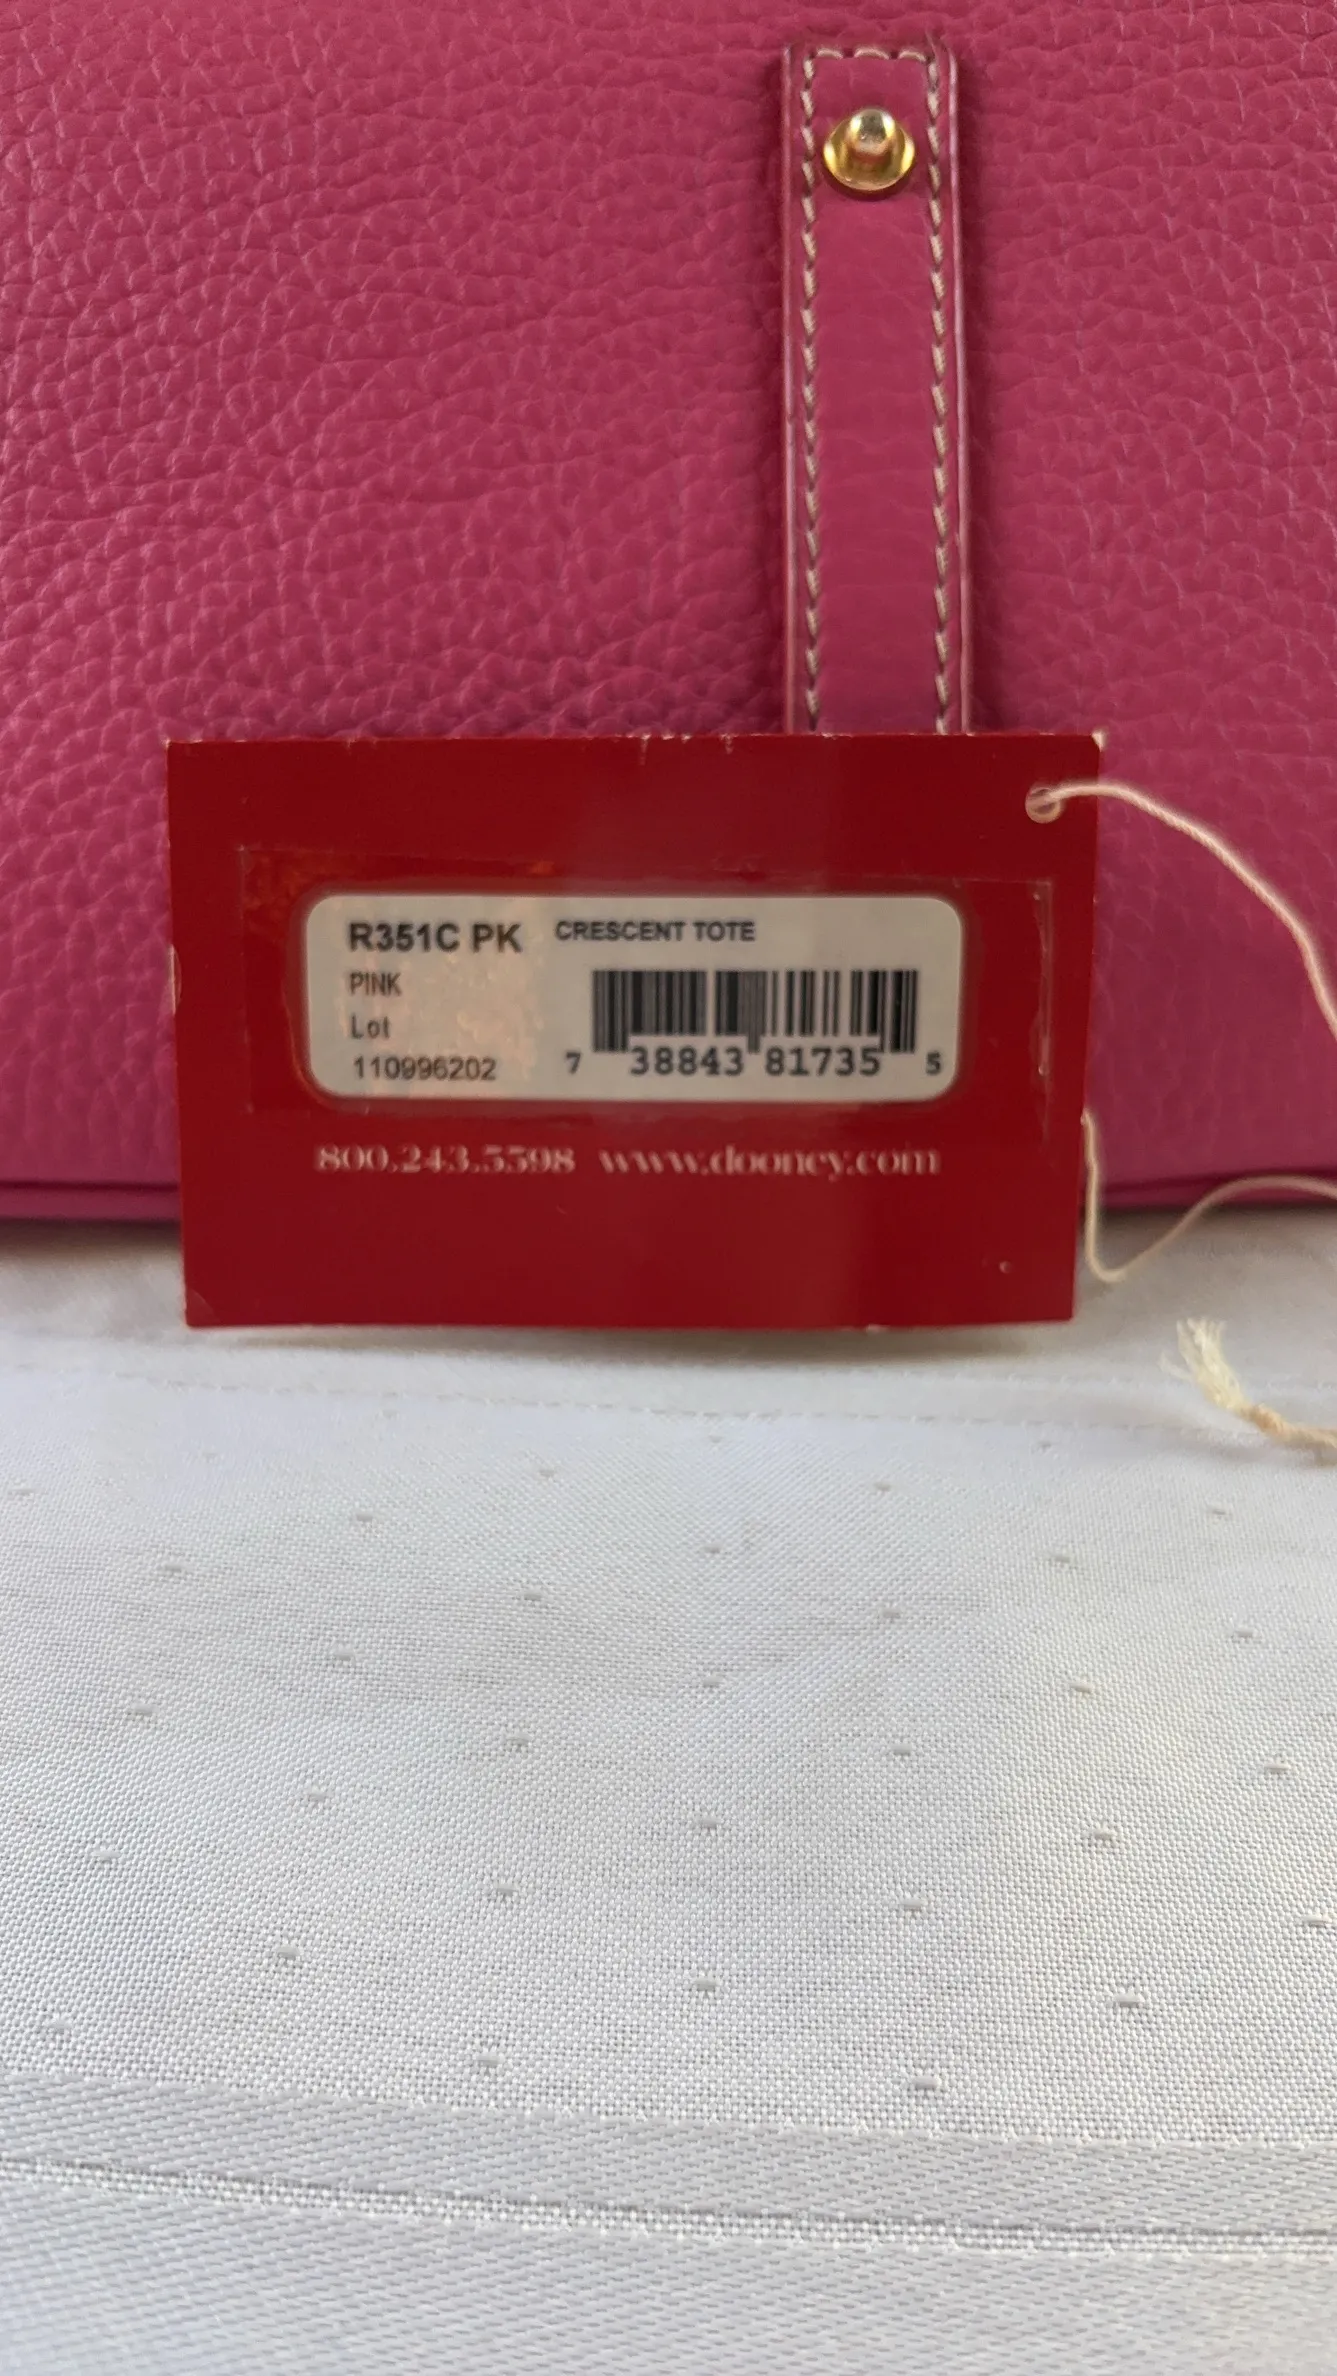 R351C PK CRESCENT TOTE
PINK
Lot
110996202
7 38843 81735 5
800.243.5598 www.dooney.com